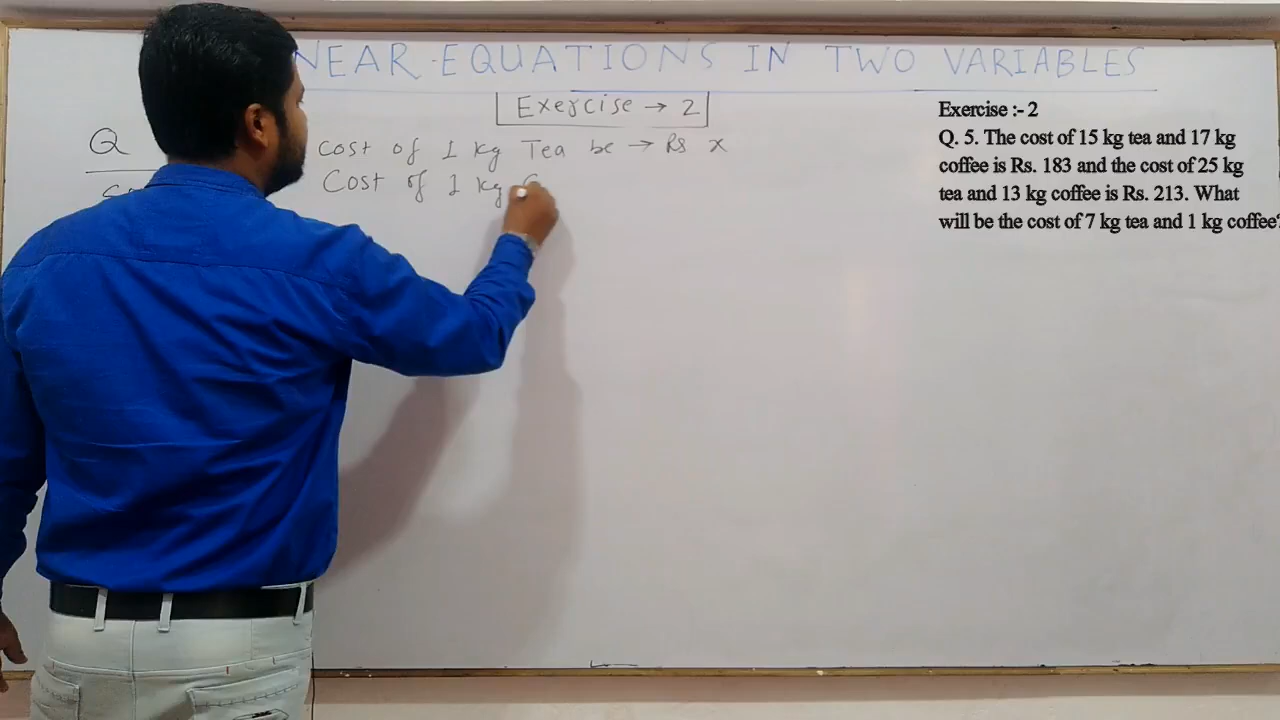 NEAR EQUATIONS IN TWO VARIABLES
Exercise → 2
Q
Cost of 1 kg Tea be → Rs x
Cost of 1 kg
Exercise :- 2
Q. 5. The cost of 15 kg tea and 17 kg
coffee is Rs. 183 and the cost of 25 kg
tea and 13 kg coffee is Rs. 213. What
will be the cost of 7 kg tea and 1 kg coffee?